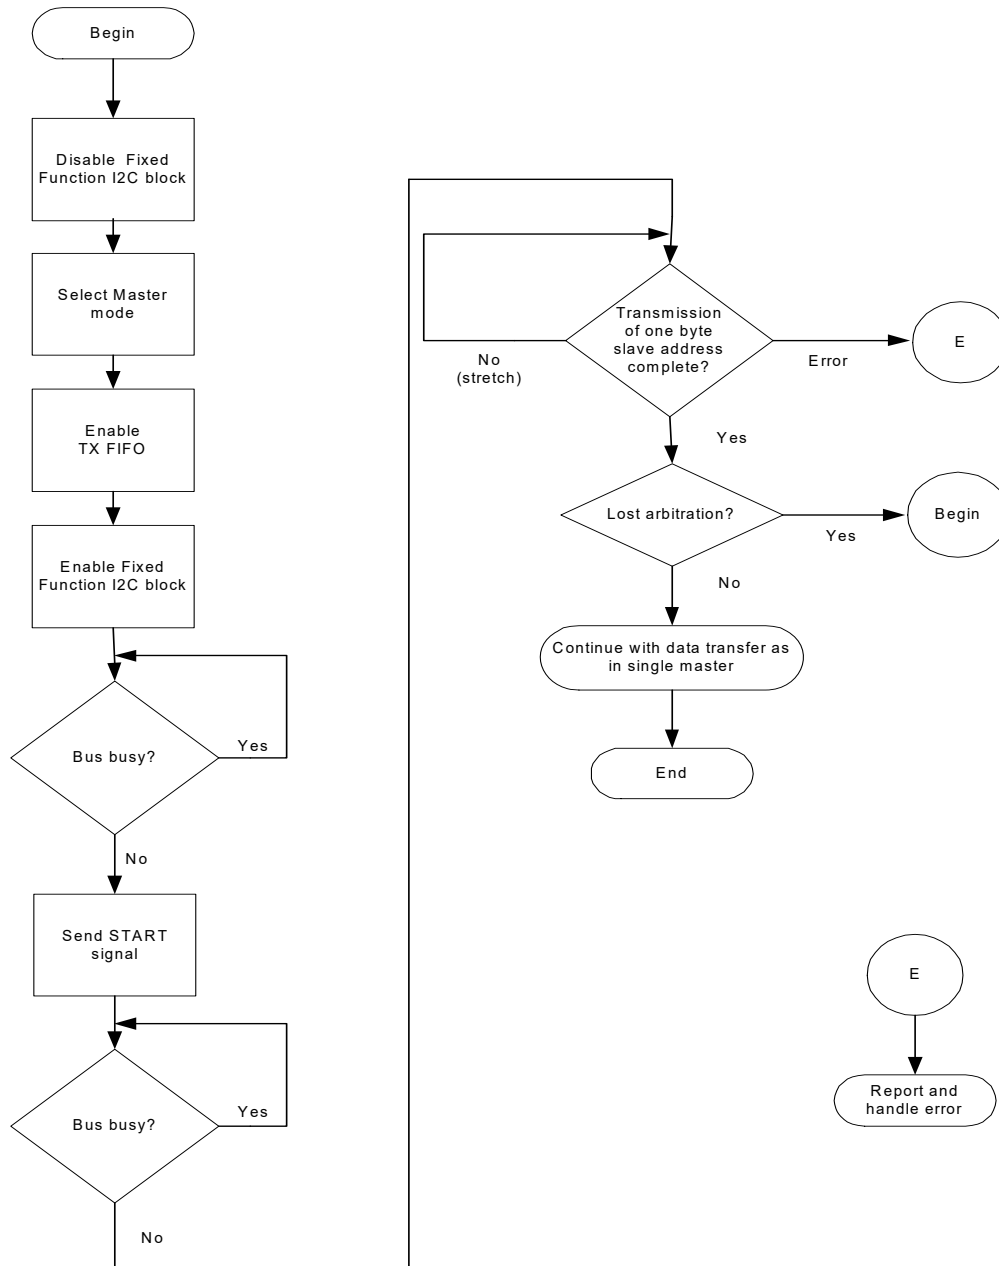 Begin
Disable Fixed
Function I2C block
Select Master
mode
Enable
TX FIFO
Enable Fixed
Function I2C block
Bus busy?
Yes
No
Send START
signal
Bus busy?
Yes
No
Transmission
of one byte
slave address
complete?
No
(stretch)
Error
E
Yes
Lost arbitration?
Yes
Begin
No
Continue with data transfer as
in single master
End
E
Report and
handle error